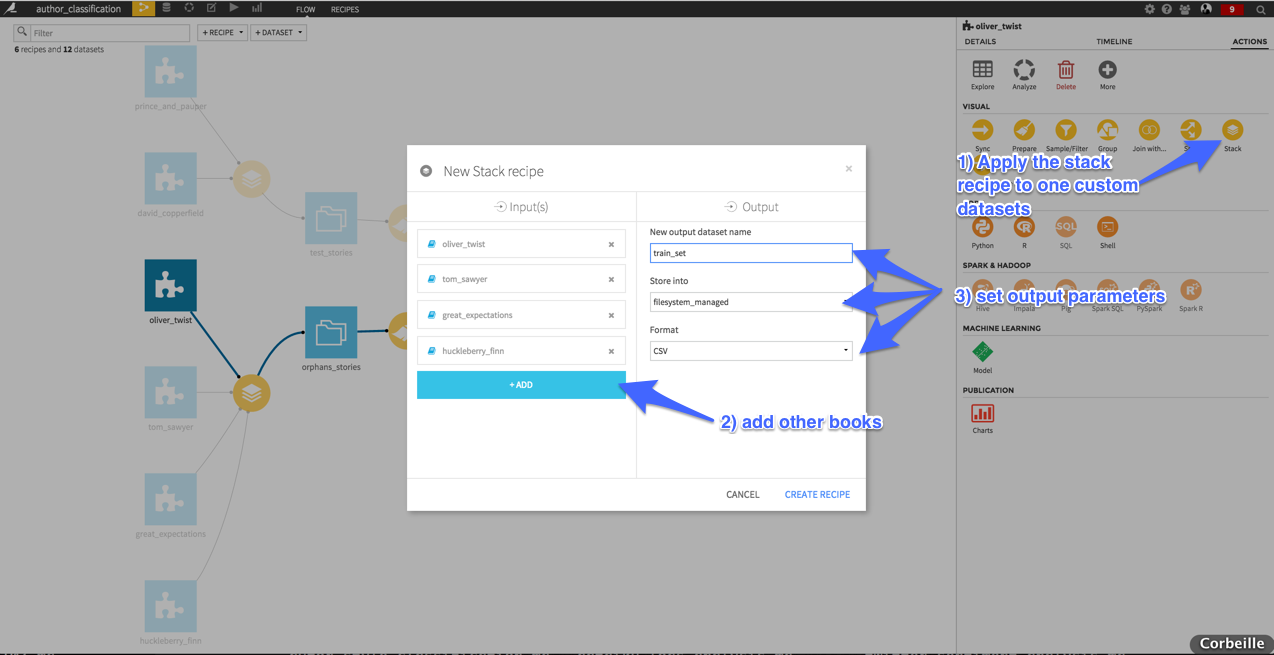 author_classification
FLOW RECIPES
9
Filter
+ RECIPE
+ DATASET
6 recipes and 12 datasets
prince_and_pauper
david_copperfield
test_stories
oliver_twist
orphans_stories
tom_sawyer
great_expectations
huckleberry_finn
New Stack recipe
×
Input(s)
oliver_twist ×
tom_sawyer ×
great_expectations ×
huckleberry_finn ×
+ ADD
Output
New output dataset name
train_set
Store into
filesystem_managed
Format
CSV
CANCEL CREATE RECIPE
2) add other books
3) set output parameters
1) Apply the stack
recipe to one custom
datasets
oliver_twist
DETAILS TIMELINE ACTIONS
Explore Analyze Delete More
VISUAL
Sync Prepare Sample/Filter Group Join with... Stack
Python R SQL Shell
SPARK & HADOOP
Hive Impala Pig Spark SQL PySpark Spark R
MACHINE LEARNING
Model
PUBLICATION
Charts
Corbeille